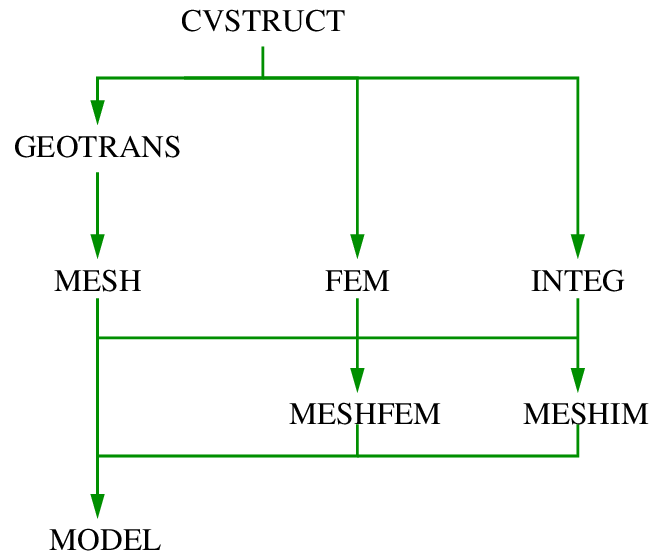 CVSTRUCT
GEOTRANS
MESH FEM INTEG
MESHFEM MESHIM
MODEL